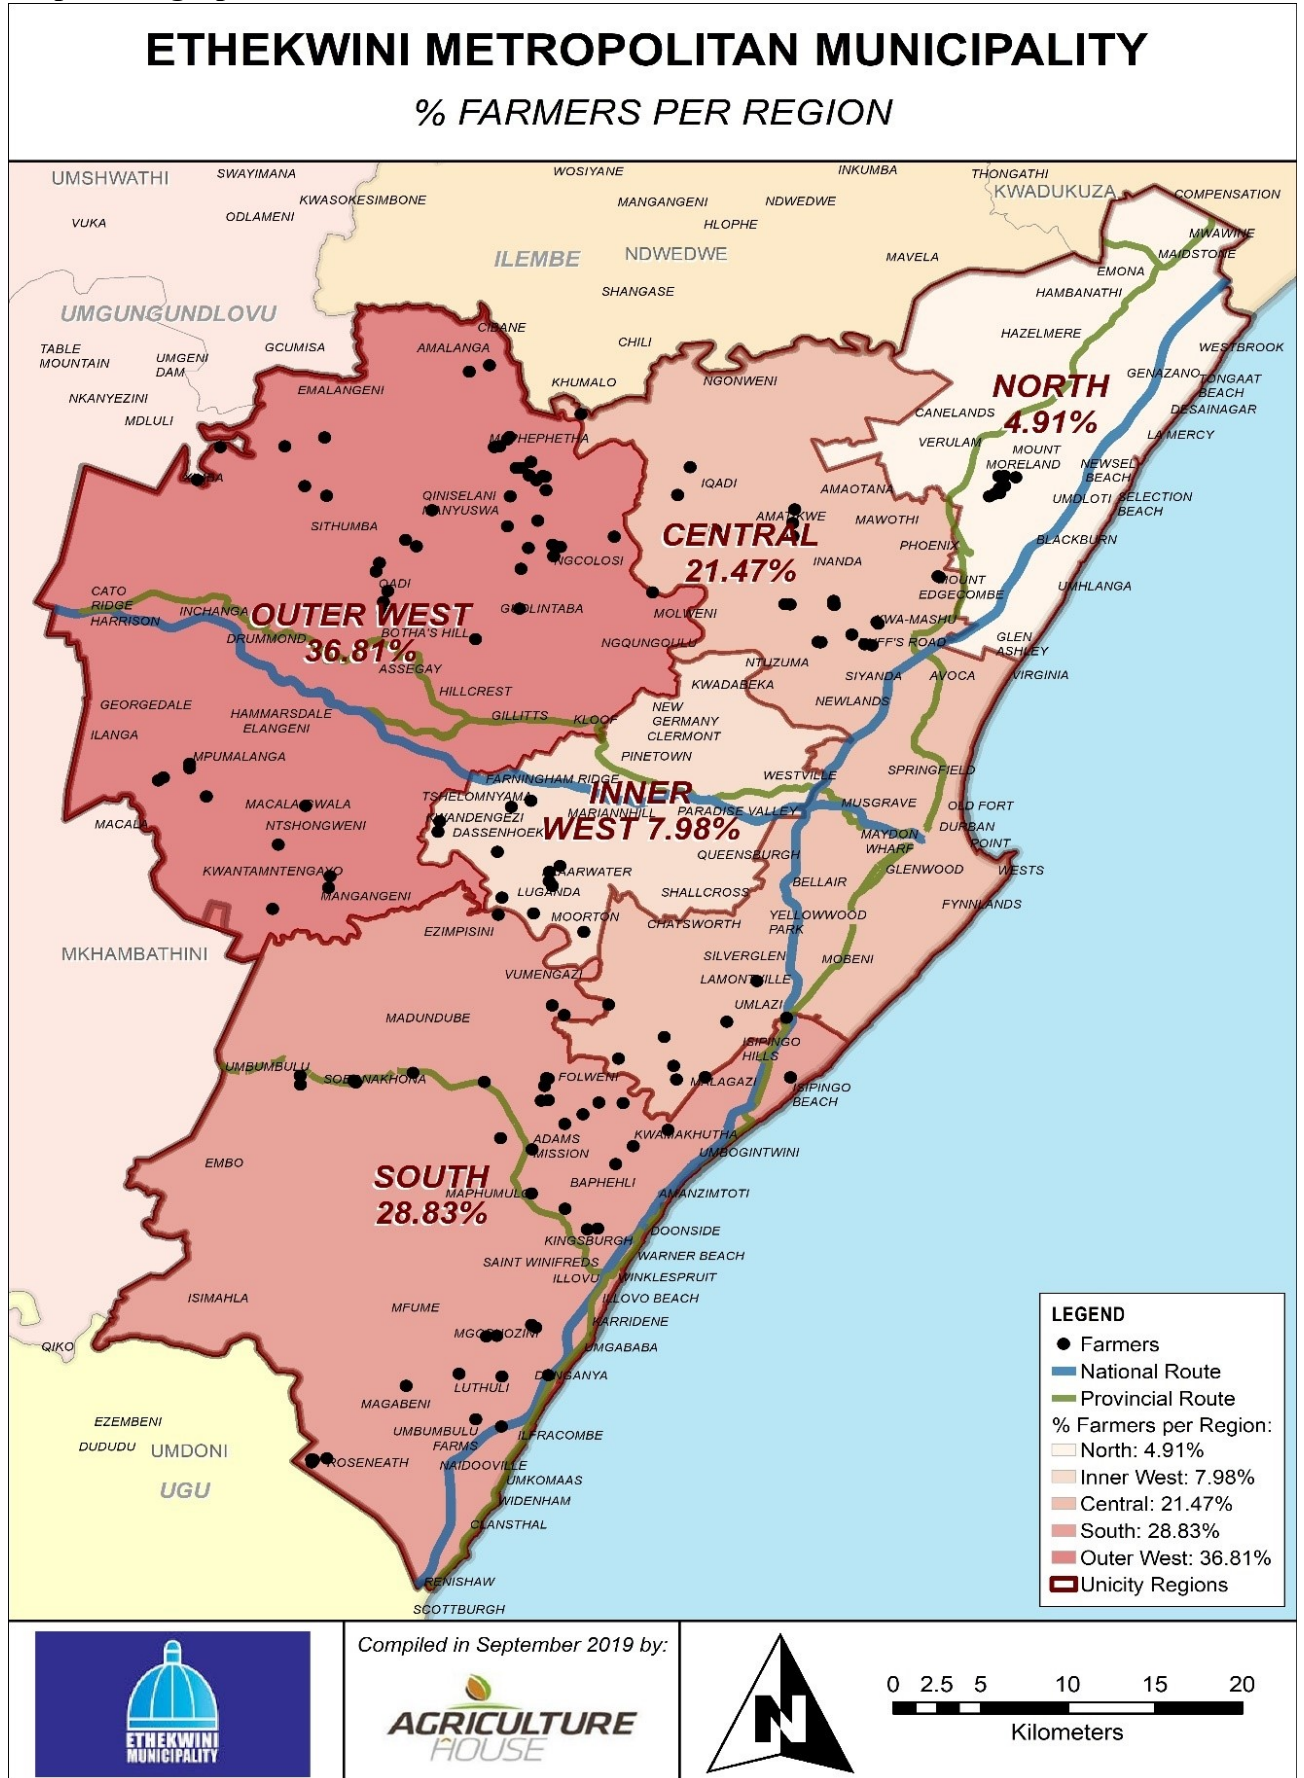 ETHEKWINI METROPOLITAN MUNICIPALITY
% FARMERS PER REGION
UMSHWATHI
SWAYIMANA
KWASOKESIMBONE
VUKA
ODLAMENI
WOSIYANE
INKUMBA
THONGATHI
KWADUKUZA
COMPENSATION
MANGANGENI
NDWEDWE
HLOPHE
ILEMBE
NDWEDWE
MAVELA
MWAWINE
MAIDSTONE
EMONA
HAMBANATHI
SHANGASE
UMGUNGUNDLOVU
CIBANE
CHILI
HAZELMERE
WESTBROOK
TABLE
MOUNTAIN
UMGENI
DAM
GCUMISA
AMALANGA
NKANYEZINI
MDLULI
EMALANGENI
KHUMALO
NGONWENI
NORTH
4.91%
GENAZANO
TONGAAT
BEACH
DESAINAGAR
CANELANDS
LA MERCY
VERULAM
MOUNT
MORELAND
NEWSEL
BEACH
IQADI
AMAOTANA
UMDLOTI
SELECTION
BEACH
QINISELANI
MANYUSWA
SITHUMBA
MAWOTHI
CENTRAL
21.47%
PHOENIX
BLACKBURN
INANDA
NGCOLOSI
UMHLANGA
QADI
MOUNT
EDGECOMBE
CATO
RIDGE
HARRISON
INCHANGA
OUTER WEST
36.81%
DRUMMOND
BOTHA'S HILL
MOLWENI
KWA-MASHU
NGQUNGQULU
GLEN
ASHLEY
ASSEGAY
NTUZUMA
SIYANDA
AVOCA
VIRGINIA
HILLCREST
KWADABEKA
NEWLANDS
GEORGEDALE
HAMMARSDALE
ELANGENI
GILLITTS
KLOOF
NEW
GERMANY
CLERMONT
ILANGA
MPUMALANGA
PINETOWN
SPRINGFIELD
FARNINGHAM RIDGE
WESTVILLE
TSHELOMNYAMA
INNER
WEST 7.98%
MUSGRAVE
OLD FORT
MARIANNHILL
PARADISE VALLEY
KWANDENGEZI
DASSENHOEK
MACALA
NTSHONGWENI
DURBAN
POINT
MAYDON
WHARF
QUEENSBURGH
KWANTAMNTENGAYO
GLENWOOD
WESTS
LUGANDA
SHALLCROSS
BELLAIR
MANGANGENI
FYNNLANDS
MOORTON
CHATSWORTH
YELLOWWOOD
PARK
EZIMPISINI
MKHAMBATHINI
SILVERGLEN
MOBENI
VUMENGAZI
LAMONTVILLE
UMLAZI
MADUNDUBE
ISIPINGO
HILLS
UMBUMBULU
FOLWENI
MALAGAZI
ISIPINGO
BEACH
ADAMS
MISSION
KWAMAKHUTHA
UMBOGINTWINI
EMBO
SOUTH
28.83%
BAPHEHLI
MAPHUMULO
AMANZIMTOTI
DOONSIDE
KINGSBURGH
SAINT WINIFREDS
WARNER BEACH
ILLOVU
WINKLESPRUIT
ISIMAHLA
MFUME
ILLOVO BEACH
KARRIDENE
UMGABABA
QIKO
LUTHULI
MAGABENI
EZEMBENI
DUDUDU
UMDONI
UGU
UMBUMBULU
FARMS
ILFRACOMBE
ROSENEATH
NAIDOOVILLE
UMKOMAAS
WIDENHAM
CLANSTHAL
RENISHAW
SCOTTBURGH
LEGEND
Farmers
National Route
Provincial Route
% Farmers per Region:
North: 4.91%
Inner West: 7.98%
Central: 21.47%
South: 28.83%
Outer West: 36.81%
Unicity Regions
ETHEKWINI
MUNICIPALITY
Compiled in September 2019 by:
AGRICULTURE
HOUSE
N
0 2.5 5 10 15 20
Kilometers